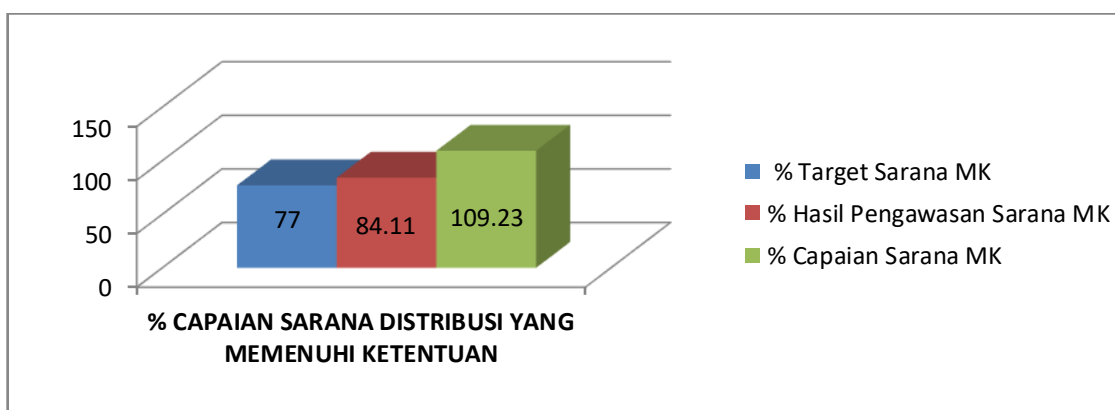 150
100
50
0
77
84.11
109.23
% Target Sarana MK
% Hasil Pengawasan Sarana MK
% Capaian Sarana MK
% CAPAIAN SARANA DISTRIBUSI YANG
MEMENUHI KETENTUAN